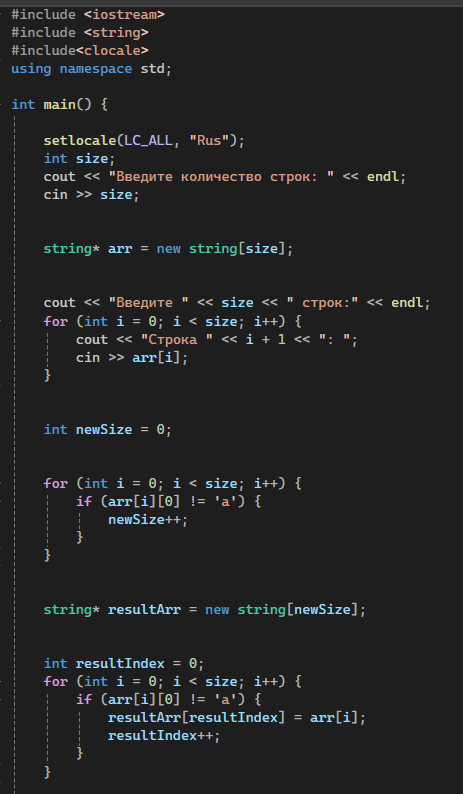 #include <iostream>
#include <string>
#include<clocale>
using namespace std;
int main() {
setlocale(LC_ALL, "Rus");
int size;
cout << "Введите количество строк: " << endl;
cin >> size;
string* arr = new string[size];
cout << "Введите " << size << " строк:" << endl;
for (int i = 0; i < size; i++) {
cout << "Строка " << i + 1 << ": ";
cin >> arr[i];
}
int newSize = 0;
for (int i = 0; i < size; i++) {
if (arr[i][0] != 'a') {
newSize++;
}
}
string* resultArr = new string[newSize];
int resultIndex = 0;
for (int i = 0; i < size; i++) {
if (arr[i][0] != 'a') {
resultArr[resultIndex] = arr[i];
resultIndex++;
}
}